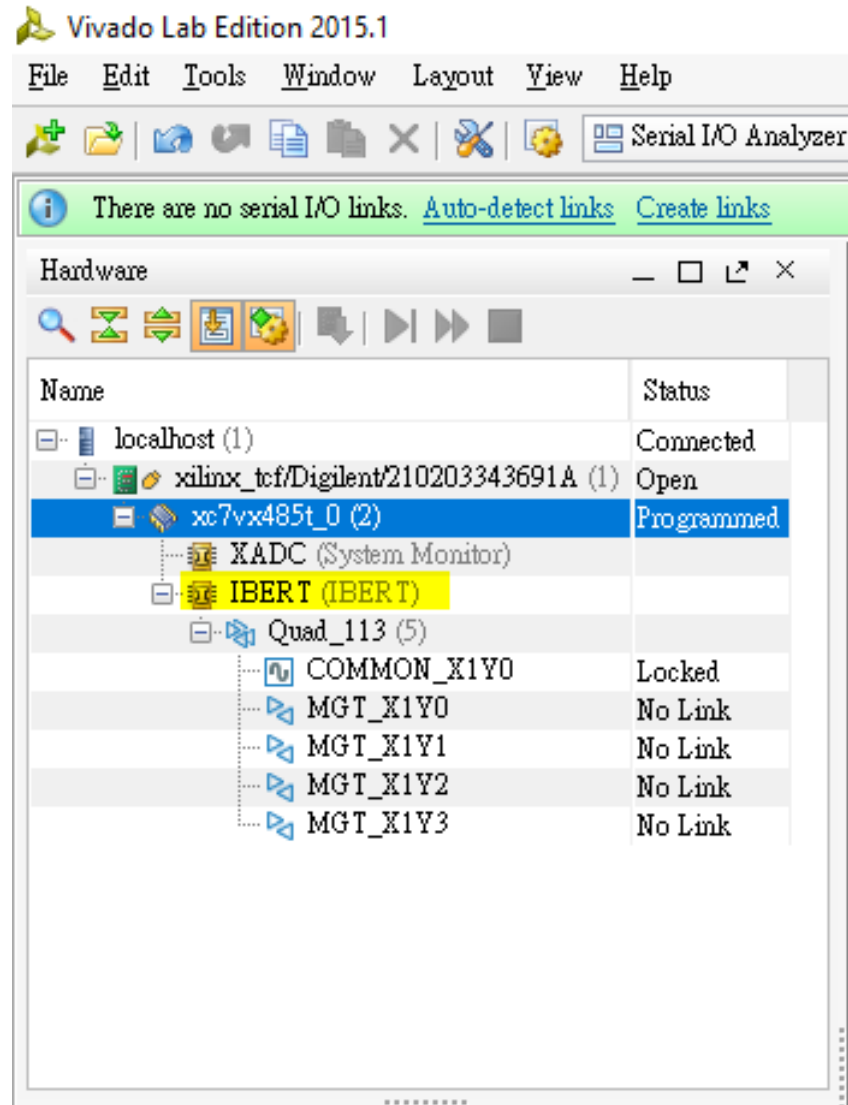 Vivado Lab Edition 2015.1
File Edit Tools Window Layout View Help
Serial I/O Analyzer
There are no serial I/O links. Auto-detect links Create links
Hardware
Name Status
localhost (1) Connected
xilinx_tcf/Digilent/210203343691A (1) Open
xc7vx485t_0 (2) Programmed
XADC (System Monitor)
IBERT (IBERT)
Quad_113 (5)
COMMON_X1Y0 Locked
MGT_X1Y0 No Link
MGT_X1Y1 No Link
MGT_X1Y2 No Link
MGT_X1Y3 No Link